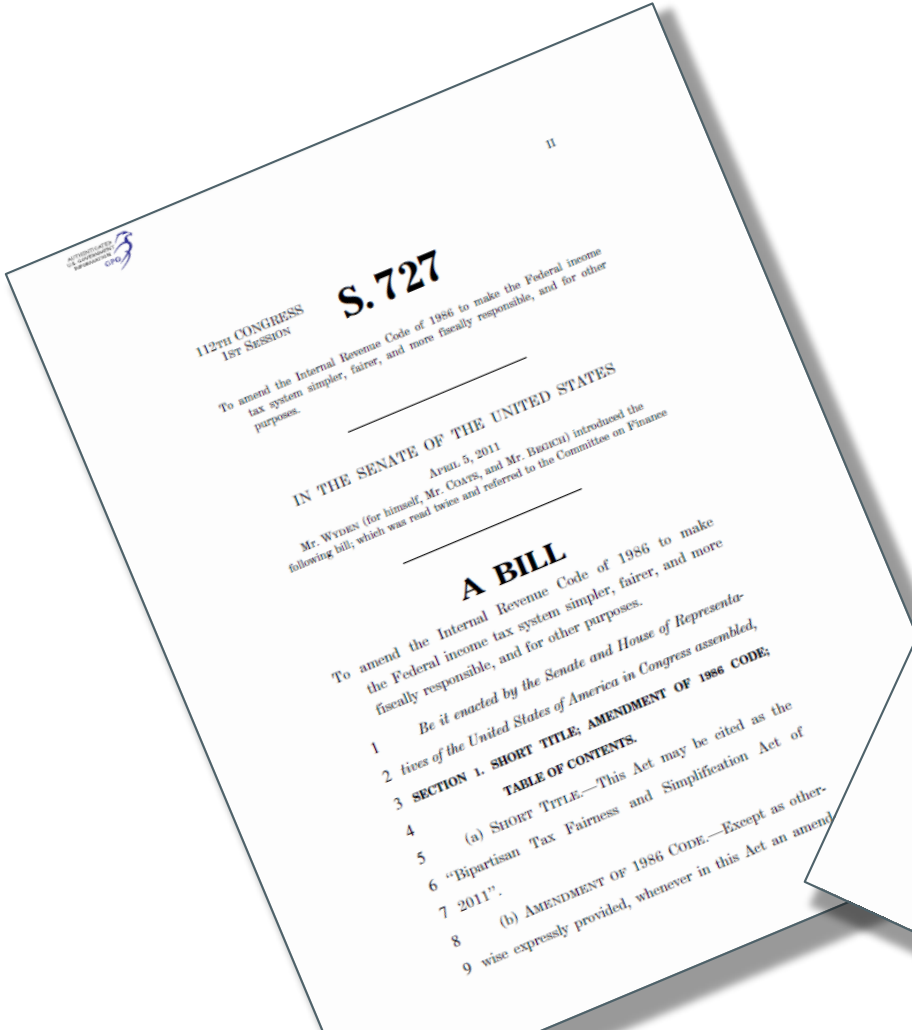 II
AUTHENTICATED
U.S. GOVERNMENT
INFORMATION
GPO
112TH CONGRESS
1ST SESSION
S. 727
To amend the Internal Revenue Code of 1986 to make the Federal income
tax system simpler, fairer, and more fiscally responsible, and for other
purposes.
IN THE SENATE OF THE UNITED STATES
APRIL 5, 2011
Mr. WYDEN (for himself, Mr. COATS, and Mr. BEGICH) introduced the
following bill; which was read twice and referred to the Committee on Finance
A BILL
To amend the Internal Revenue Code of 1986 to make
the Federal income tax system simpler, fairer, and more
fiscally responsible, and for other purposes.
1 Be it enacted by the Senate and House of Representa-
2 tives of the United States of America in Congress assembled,
3 SECTION 1. SHORT TITLE; AMENDMENT OF 1986 CODE;
4 TABLE OF CONTENTS.
5 (a) SHORT TITLE.—This Act may be cited as the
6 "Bipartisan Tax Fairness and Simplification Act of
7 2011".
8 (b) AMENDMENT OF 1986 CODE.—Except as other-
9 wise expressly provided, whenever in this Act an amend